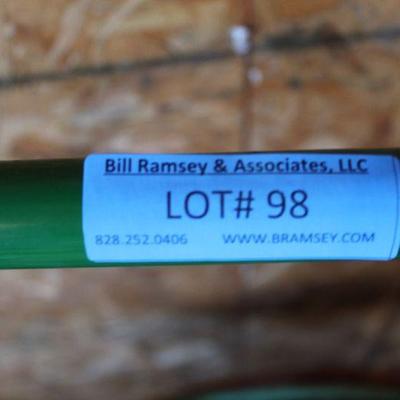 Bill Ramsey & Associates, LLC
LOT# 98
828.252.0406 WWW.BRAMSEY.COM